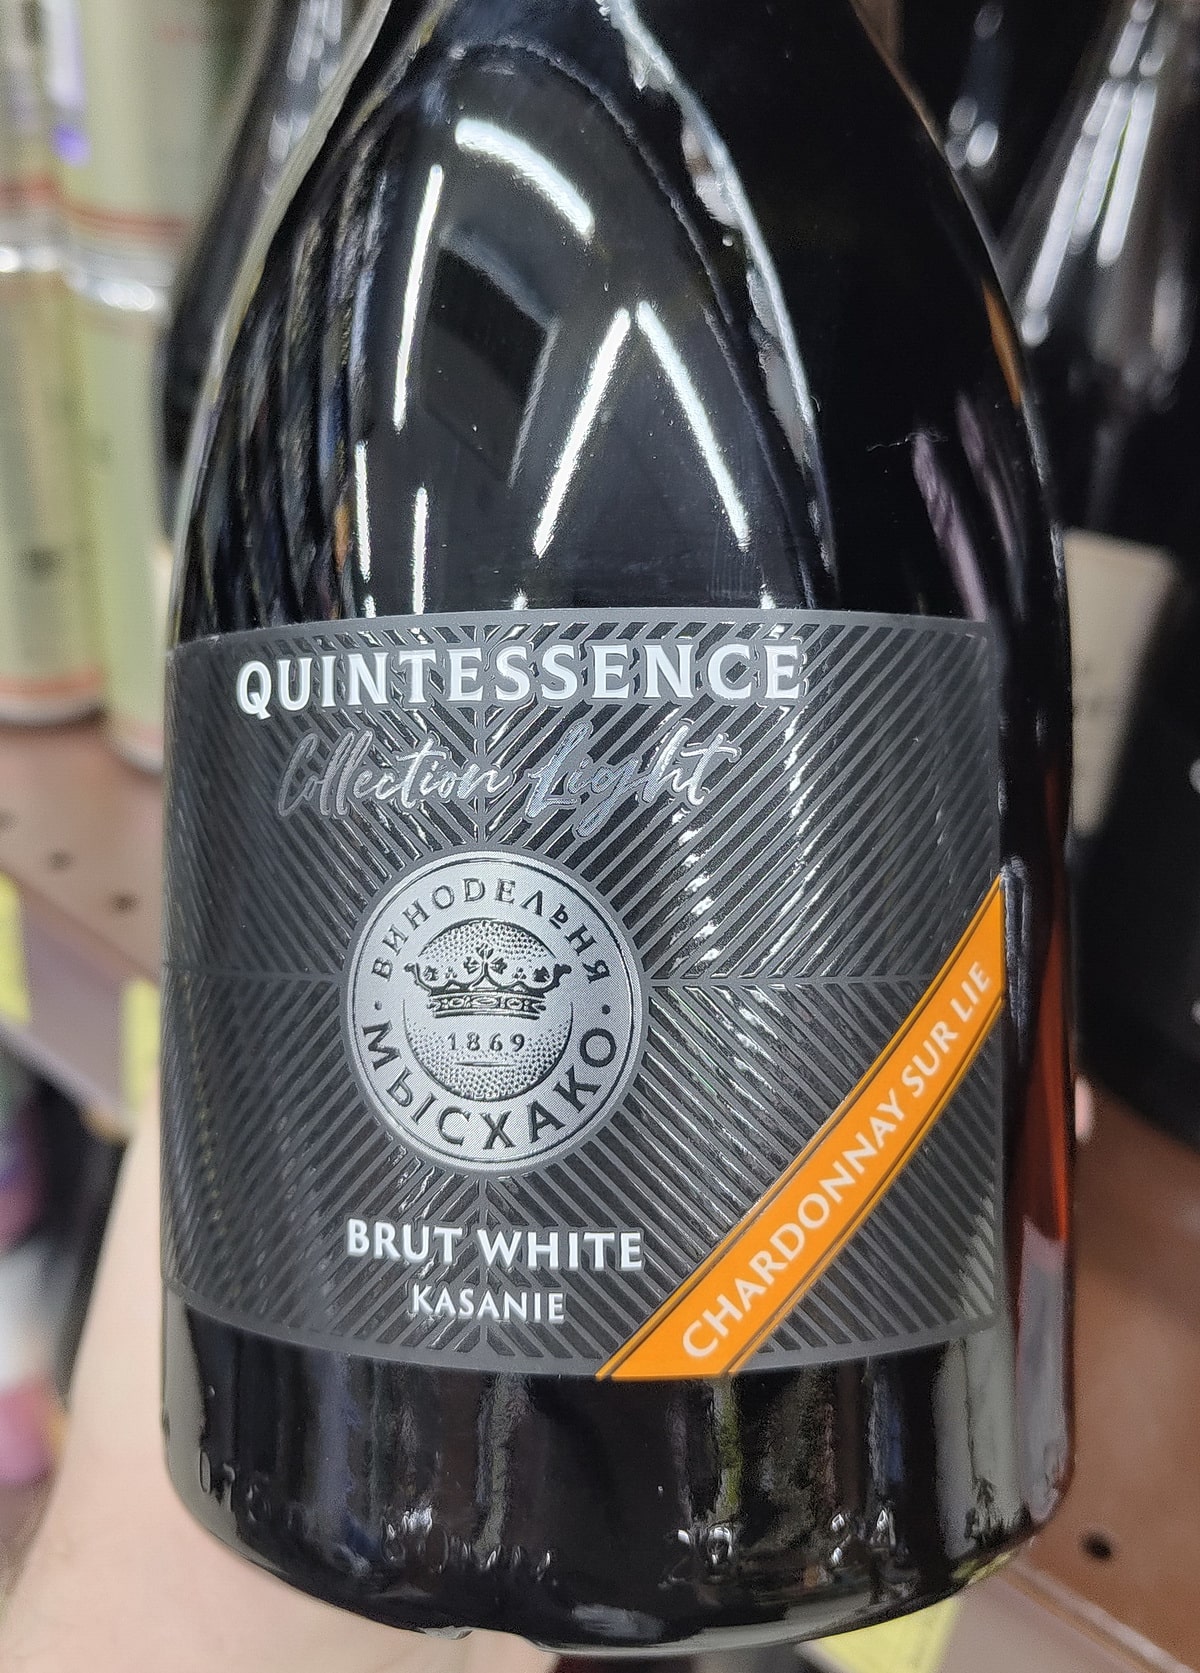 QUINTESSENCE
Collection Light
ВИНОДЕЛЬНЯ
1869
МЫСХАКО
BRUT WHITE
KASANIE
CHARDONNAY SUR LIE